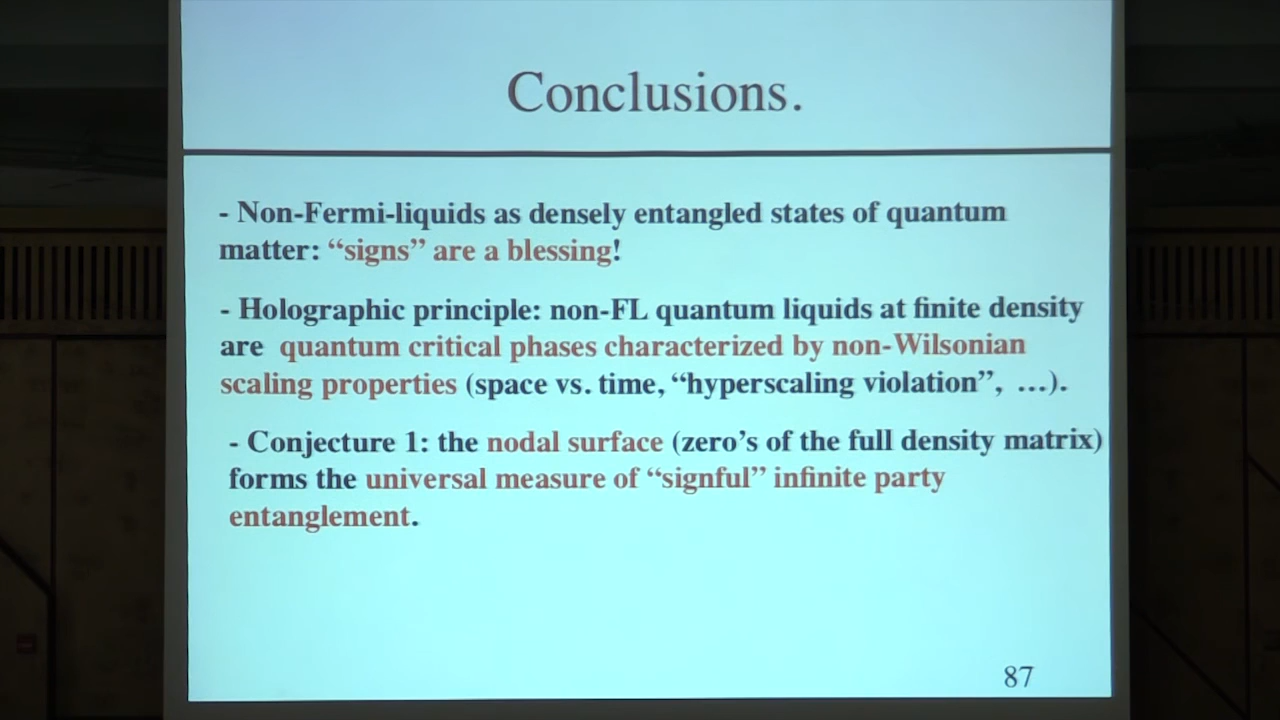 Conclusions.
- Non-Fermi-liquids as densely entangled states of quantum
matter: “signs” are a blessing!
- Holographic principle: non-FL quantum liquids at finite density
are quantum critical phases characterized by non-Wilsonian
scaling properties (space vs. time, “hyperscaling violation”, …).
- Conjecture 1: the nodal surface (zero’s of the full density matrix)
forms the universal measure of “signful” infinite party
entanglement.
87